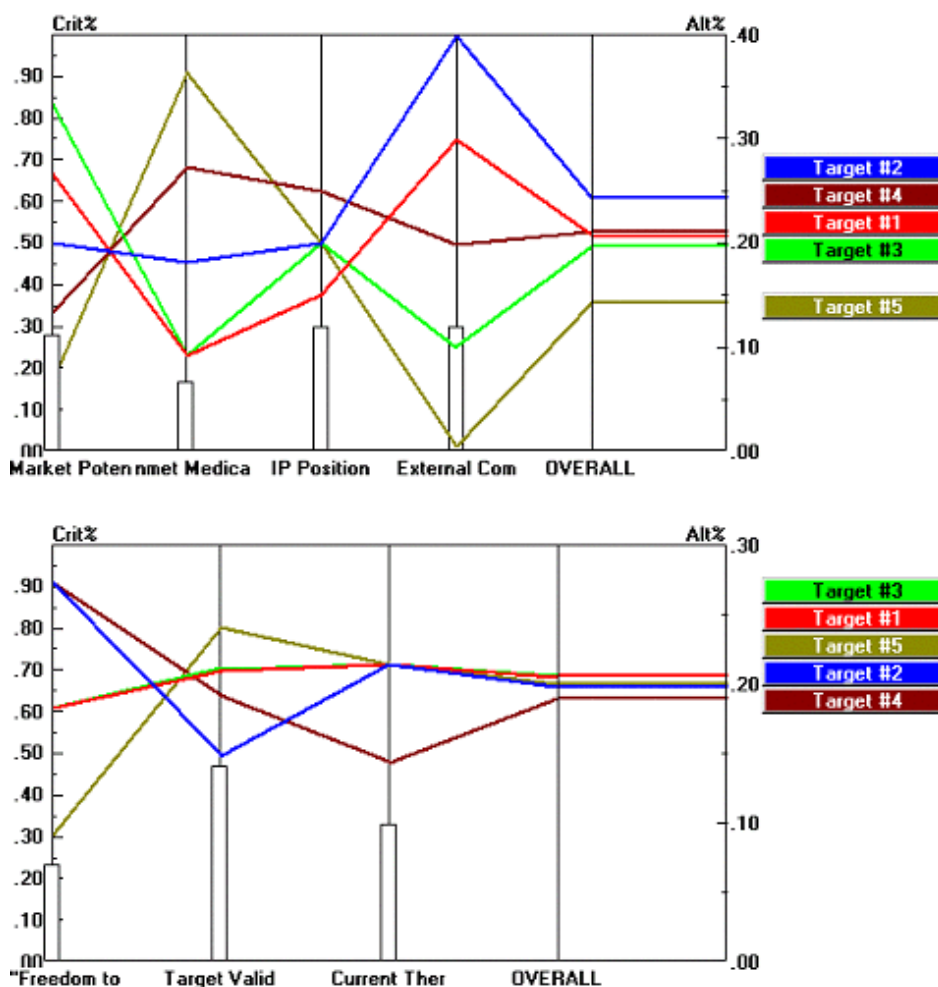 Crit%
Alt%
.90
.80
.70
.60
.50
.40
.30
.20
.10
.00
.40
.30
.20
.10
.00
Target #2
Target #4
Target #1
Target #3
Target #5
Market Poten nmet Medica IP Position External Com OVERALL
Crit%
Alt%
.90
.80
.70
.60
.50
.40
.30
.20
.10
.00
.30
.20
.10
.00
Target #3
Target #1
Target #5
Target #2
Target #4
"Freedom to Target Valid Current Ther OVERALL